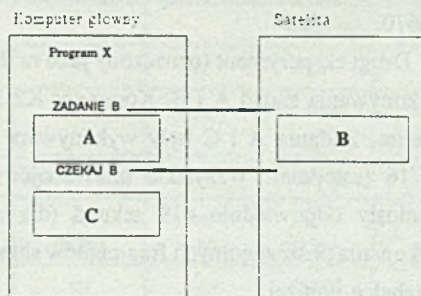 Komputer główny
Satelita
Program X
ZADANIE B
A
B
CZEKAJ B
C